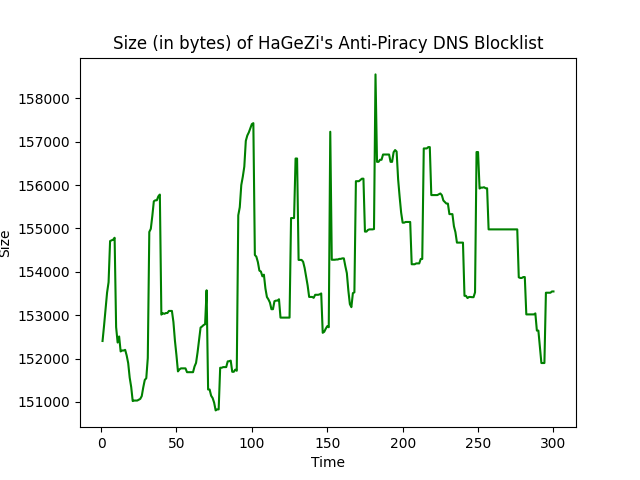 Size (in bytes) of HaGeZi's Anti-Piracy DNS Blocklist
158000
157000
156000
155000
154000
153000
152000
151000
Size
0 50 100 150 200 250 300
Time